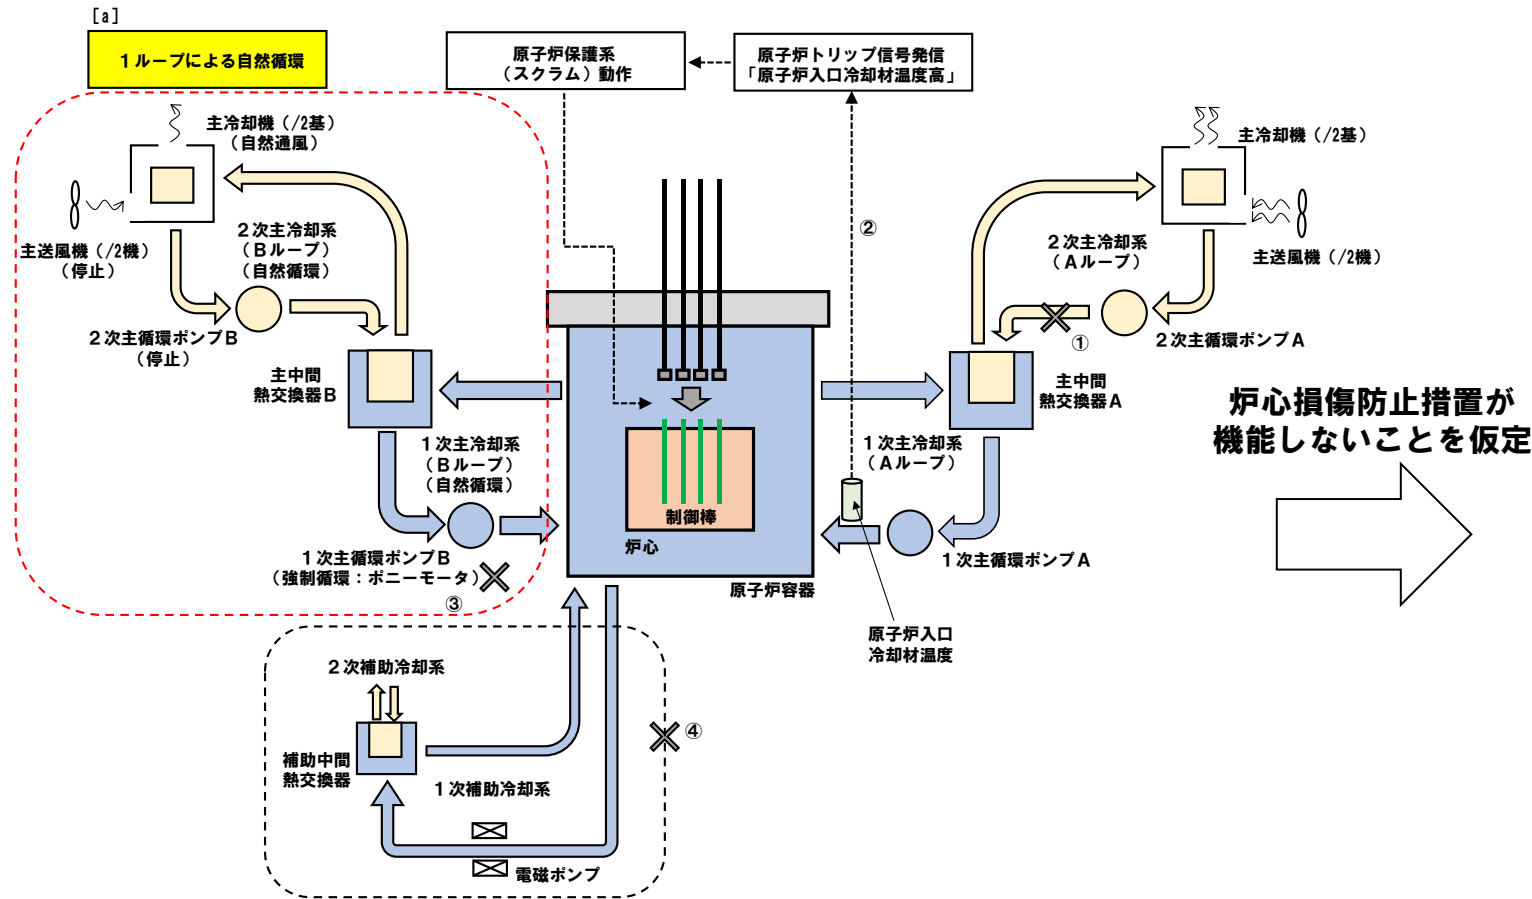 [a]
１ループによる自然循環
原子炉保護系
（スクラム）動作
原子炉トリップ信号発信
「原子炉入口冷却材温度高」
主冷却機（/2基）
（自然通風）
主送風機（/2機）
（停止）
２次主冷却系
（Ｂループ）
（自然循環）
２次主循環ポンプＢ
（停止）
主中間
熱交換器Ｂ
１次主冷却系
（Ｂループ）
（自然循環）
１次主循環ポンプＢ
（強制循環：ポニーモータ）
③
②
制御棒
炉心
原子炉容器
主冷却機（/2基）
主送風機（/2機）
２次主冷却系
（Ａループ）
①
２次主循環ポンプＡ
主中間
熱交換器Ａ
１次主冷却系
（Ａループ）
１次主循環ポンプＡ
原子炉入口
冷却材温度
炉心損傷防止措置が
機能しないことを仮定
２次補助冷却系
補助中間
熱交換器
１次補助冷却系
電磁ポンプ
④